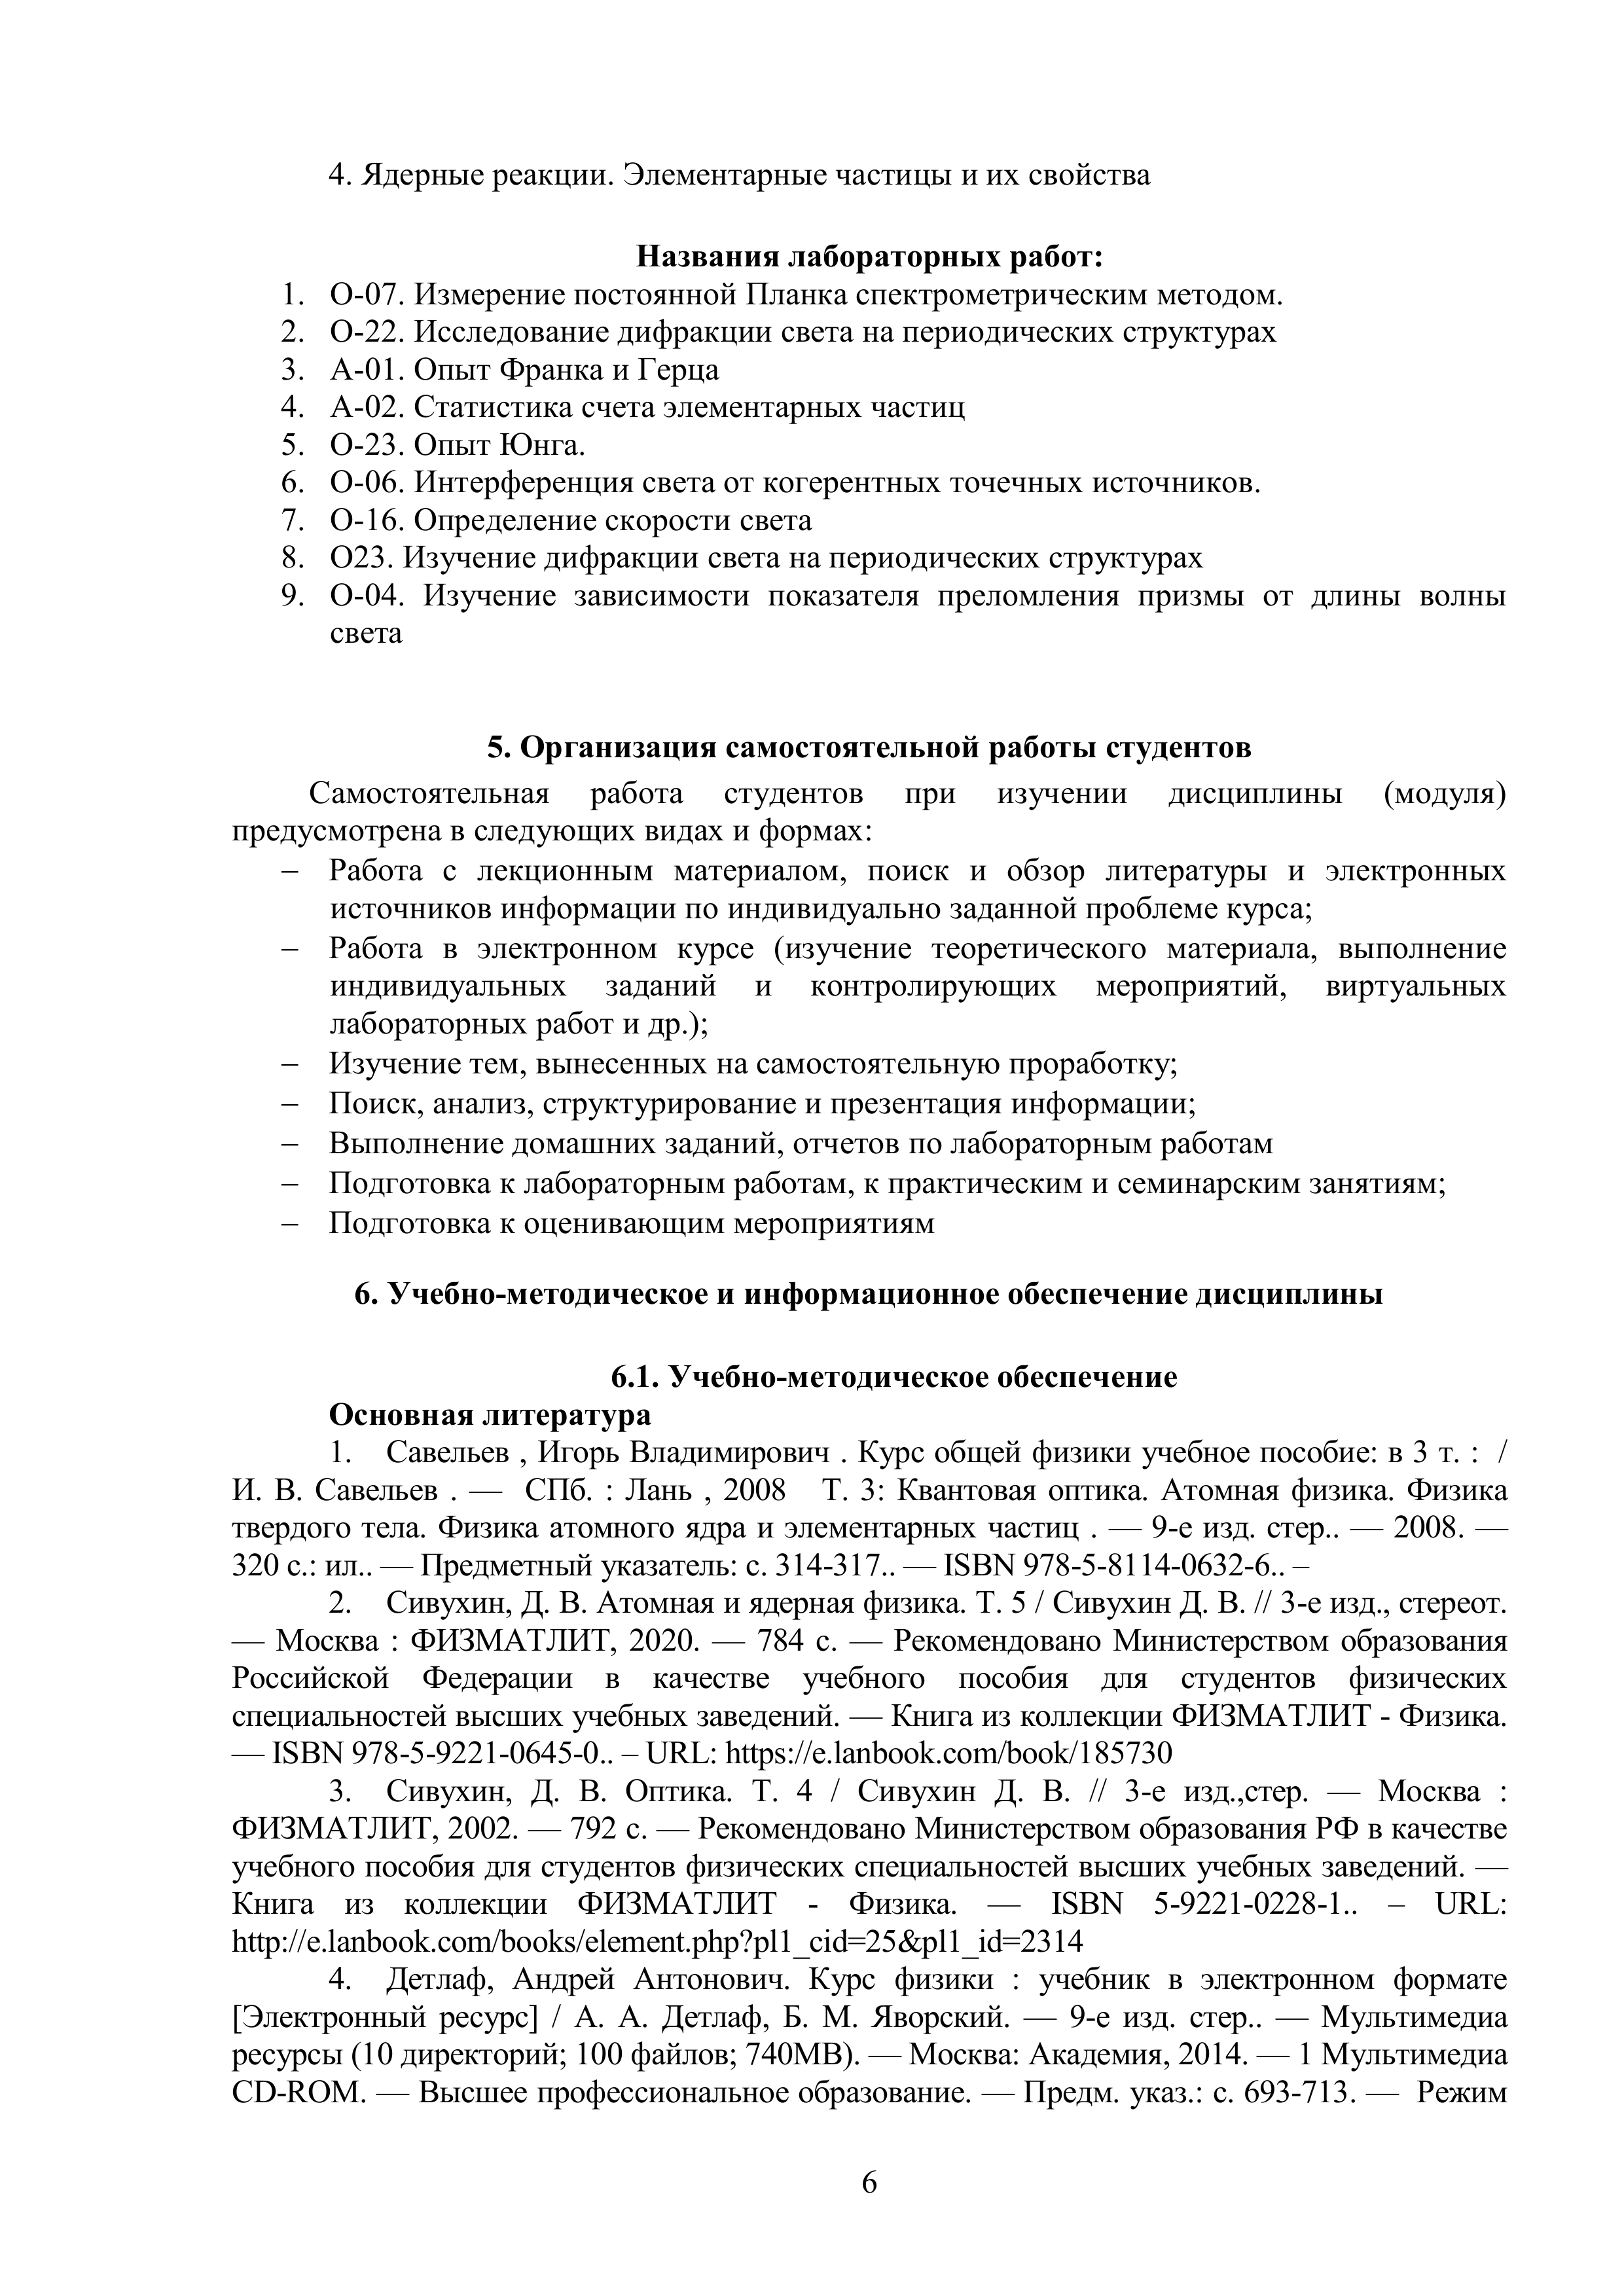 4. Ядерные реакции. Элементарные частицы и их свойства
Названия лабораторных работ:
1. О-07. Измерение постоянной Планка спектрометрическим методом.
2. О-22. Исследование дифракции света на периодических структурах
3. А-01. Опыт Франка и Герца
4. А-02. Статистика счета элементарных частиц
5. О-23. Опыт Юнга.
6. О-06. Интерференция света от когерентных точечных источников.
7. О-16. Определение скорости света
8. О23. Изучение дифракции света на периодических структурах
9. О-04. Изучение зависимости показателя преломления призмы от длины волны
света
5. Организация самостоятельной работы студентов
Самостоятельная работа студентов при изучении дисциплины (модуля)
предусмотрена в следующих видах и формах:
– Работа с лекционным материалом, поиск и обзор литературы и электронных
источников информации по индивидуально заданной проблеме курса;
– Работа в электронном курсе (изучение теоретического материала, выполнение
индивидуальных заданий и контролирующих мероприятий, виртуальных
лабораторных работ и др.);
– Изучение тем, вынесенных на самостоятельную проработку;
– Поиск, анализ, структурирование и презентация информации;
– Выполнение домашних заданий, отчетов по лабораторным работам
– Подготовка к лабораторным работам, к практическим и семинарским занятиям;
– Подготовка к оценивающим мероприятиям
6. Учебно-методическое и информационное обеспечение дисциплины
6.1. Учебно-методическое обеспечение
Основная литература
1. Савельев , Игорь Владимирович . Курс общей физики учебное пособие: в 3 т. : /
И. В. Савельев . — СПб. : Лань , 2008 Т. 3: Квантовая оптика. Атомная физика. Физика
твердого тела. Физика атомного ядра и элементарных частиц . — 9-е изд. стер.. — 2008. —
320 с.: ил.. — Предметный указатель: с. 314-317.. — ISBN 978-5-8114-0632-6.. –
2. Сивухин, Д. В. Атомная и ядерная физика. Т. 5 / Сивухин Д. В. // 3-е изд., стереот.
— Москва : ФИЗМАТЛИТ, 2020. — 784 с. — Рекомендовано Министерством образования
Российской Федерации в качестве учебного пособия для студентов физических
специальностей высших учебных заведений. — Книга из коллекции ФИЗМАТЛИТ - Физика.
— ISBN 978-5-9221-0645-0.. – URL: https://e.lanbook.com/book/185730
3. Сивухин, Д. В. Оптика. Т. 4 / Сивухин Д. В. // 3-е изд.,стер. — Москва :
ФИЗМАТЛИТ, 2002. — 792 с. — Рекомендовано Министерством образования РФ в качестве
учебного пособия для студентов физических специальностей высших учебных заведений. —
Книга из коллекции ФИЗМАТЛИТ - Физика. — ISBN 5-9221-0228-1.. – URL:
http://e.lanbook.com/books/element.php?pl1_cid=25&pl1_id=2314
4. Детлаф, Андрей Антонович. Курс физики : учебник в электронном формате
[Электронный ресурс] / А. А. Детлаф, Б. М. Яворский. — 9-е изд. стер.. — Мультимедиа
ресурсы (10 директорий; 100 файлов; 740MB). — Москва: Академия, 2014. — 1 Мультимедиа
CD-ROM. — Высшее профессиональное образование. — Предм. указ.: с. 693-713. — Режим
6